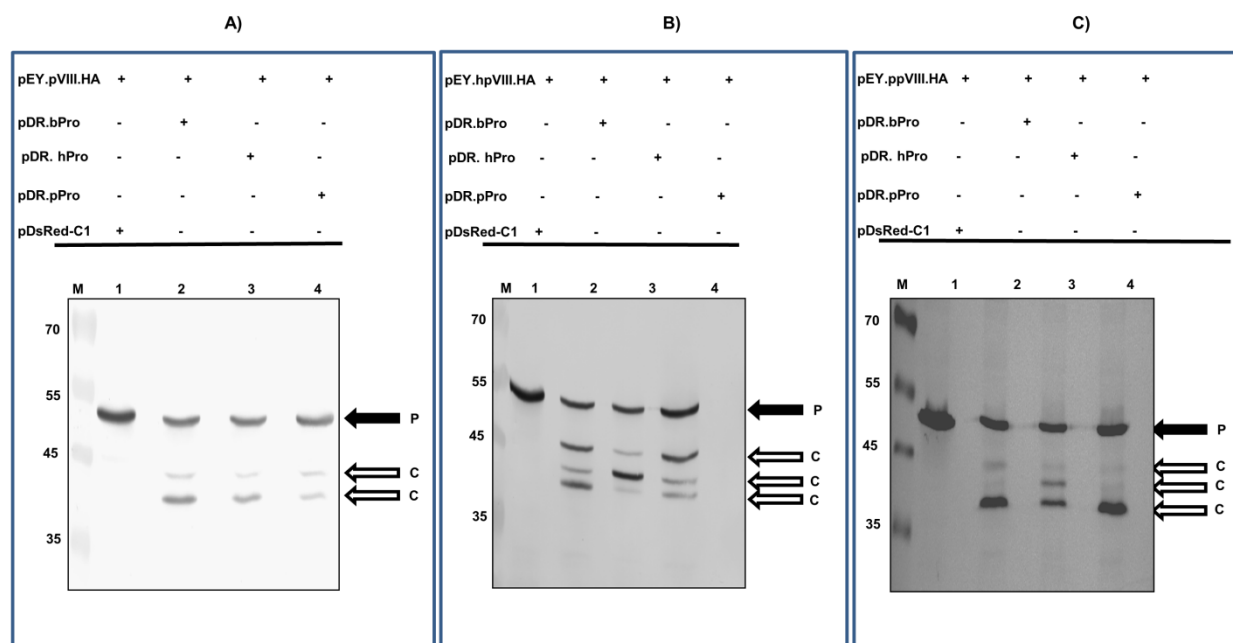 A)
pEY.pVIII.HA + + + +
pDR.bPro - + - -
pDR. hPro - - + -
pDR.pPro - - - +
pDsRed-C1 + - - -
M 1 2 3 4
70
55
P
45
C
C
35
B)
pEY.hpVIII.HA + + + +
pDR.bPro - + - -
pDR. hPro - - + -
pDR.pPro - - - +
pDsRed-C1 + - - -
M 1 2 3 4
70
55
P
45
C
C
C
35
C)
pEY.ppVIII.HA + + + +
pDR.bPro - + - -
pDR. hPro - - + -
pDR.pPro - - - +
pDsRed-C1 + - - -
M 1 2 3 4
70
55
P
45
C
C
C
35